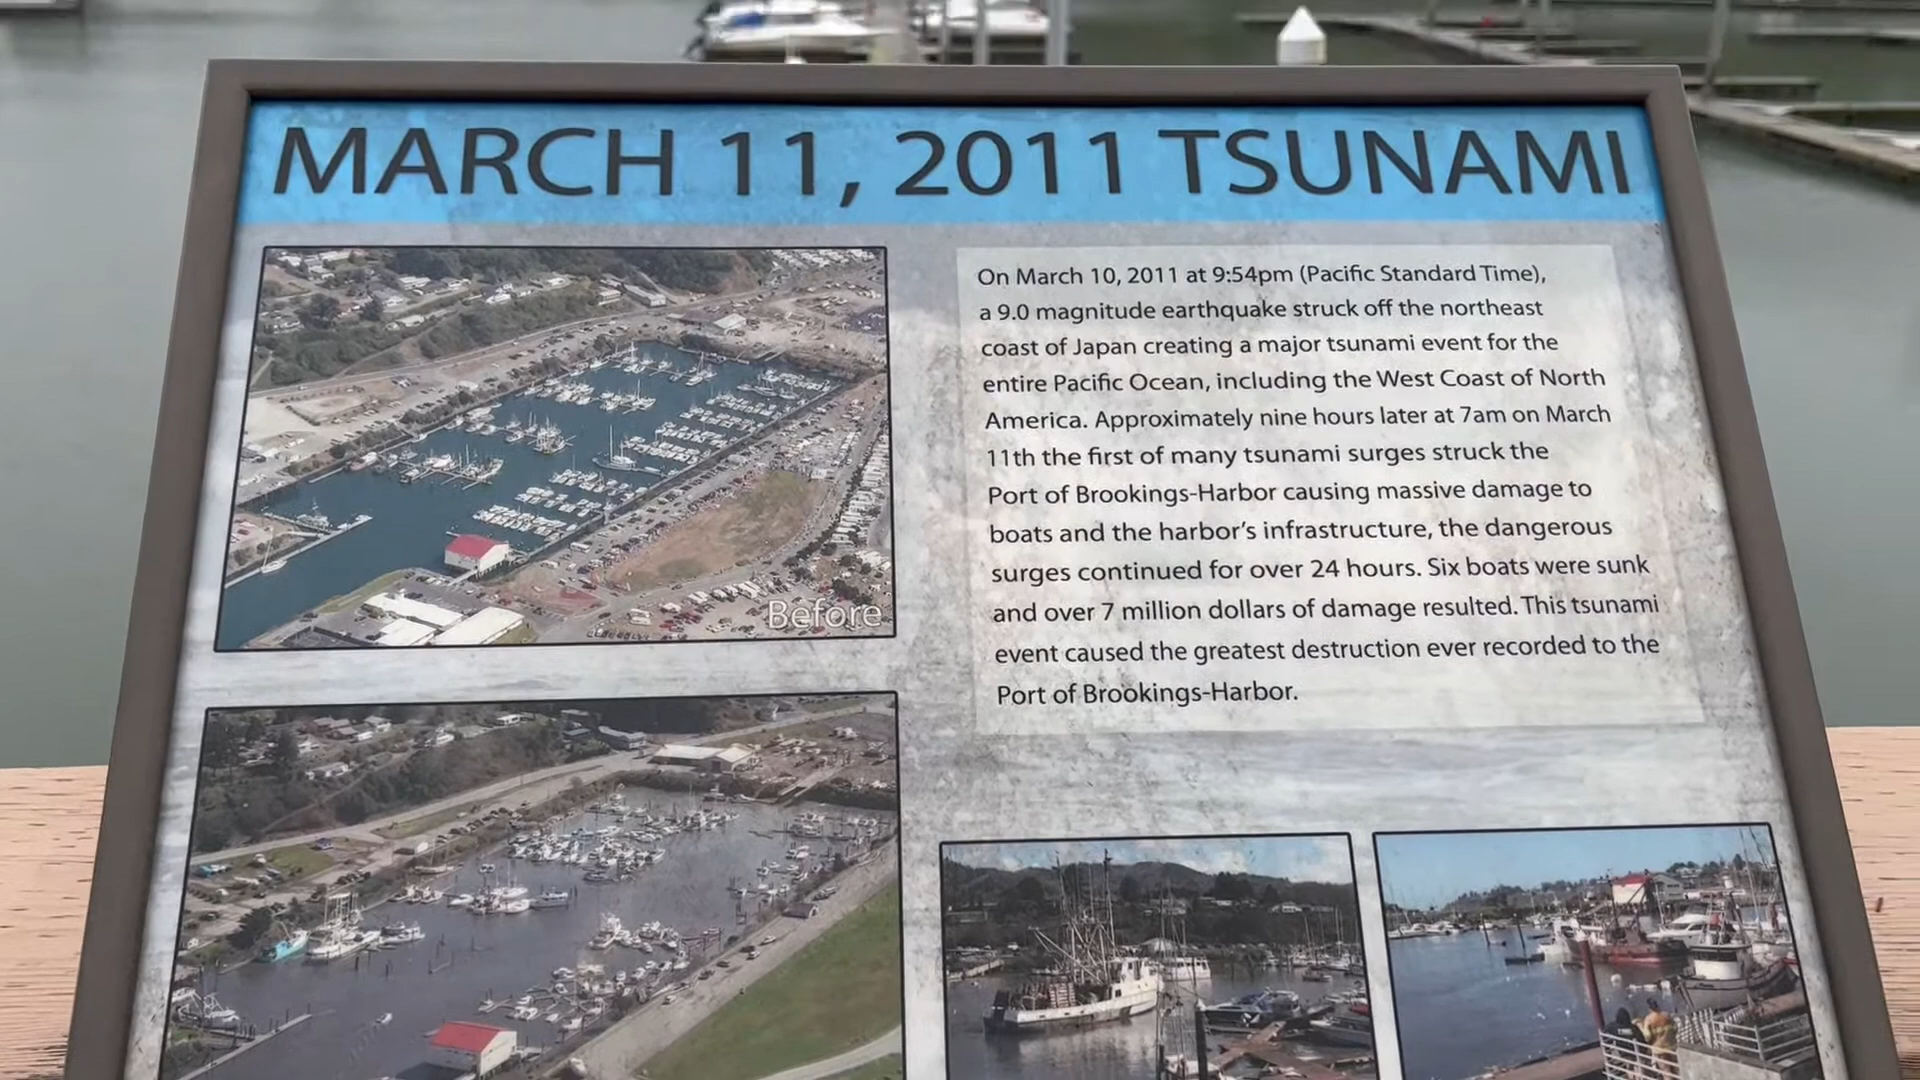 MARCH 11, 2011 TSUNAMI
On March 10, 2011 at 9:54pm (Pacific Standard Time),
a 9.0 magnitude earthquake struck off the northeast
coast of Japan creating a major tsunami event for the
entire Pacific Ocean, including the West Coast of North
America. Approximately nine hours later at 7am on March
11th the first of many tsunami surges struck the
Port of Brookings-Harbor causing massive damage to
boats and the harbor's infrastructure, the dangerous
surges continued for over 24 hours. Six boats were sunk
and over 7 million dollars of damage resulted. This tsunami
event caused the greatest destruction ever recorded to the
Port of Brookings-Harbor.
Before